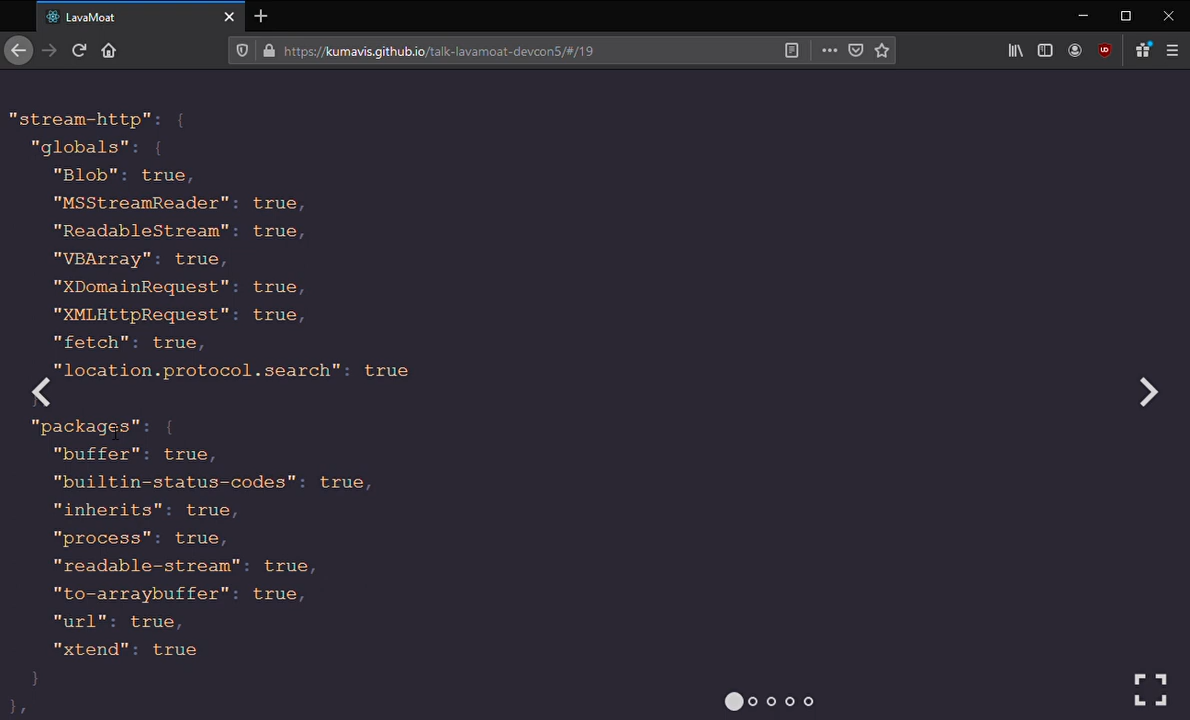 LavaMoat
https://kumavis.github.io/talk-lavamoat-devcon5/#/19
"stream-http": {
"globals": {
"Blob": true,
"MSStreamReader": true,
"ReadableStream": true,
"VBArray": true,
"XDomainRequest": true,
"XMLHttpRequest": true,
"fetch": true,
"location.protocol.search": true
}
"packages": {
"buffer": true,
"builtin-status-codes": true,
"inherits": true,
"process": true,
"readable-stream": true,
"to-arraybuffer": true,
"url": true,
"xtend": true
}
},